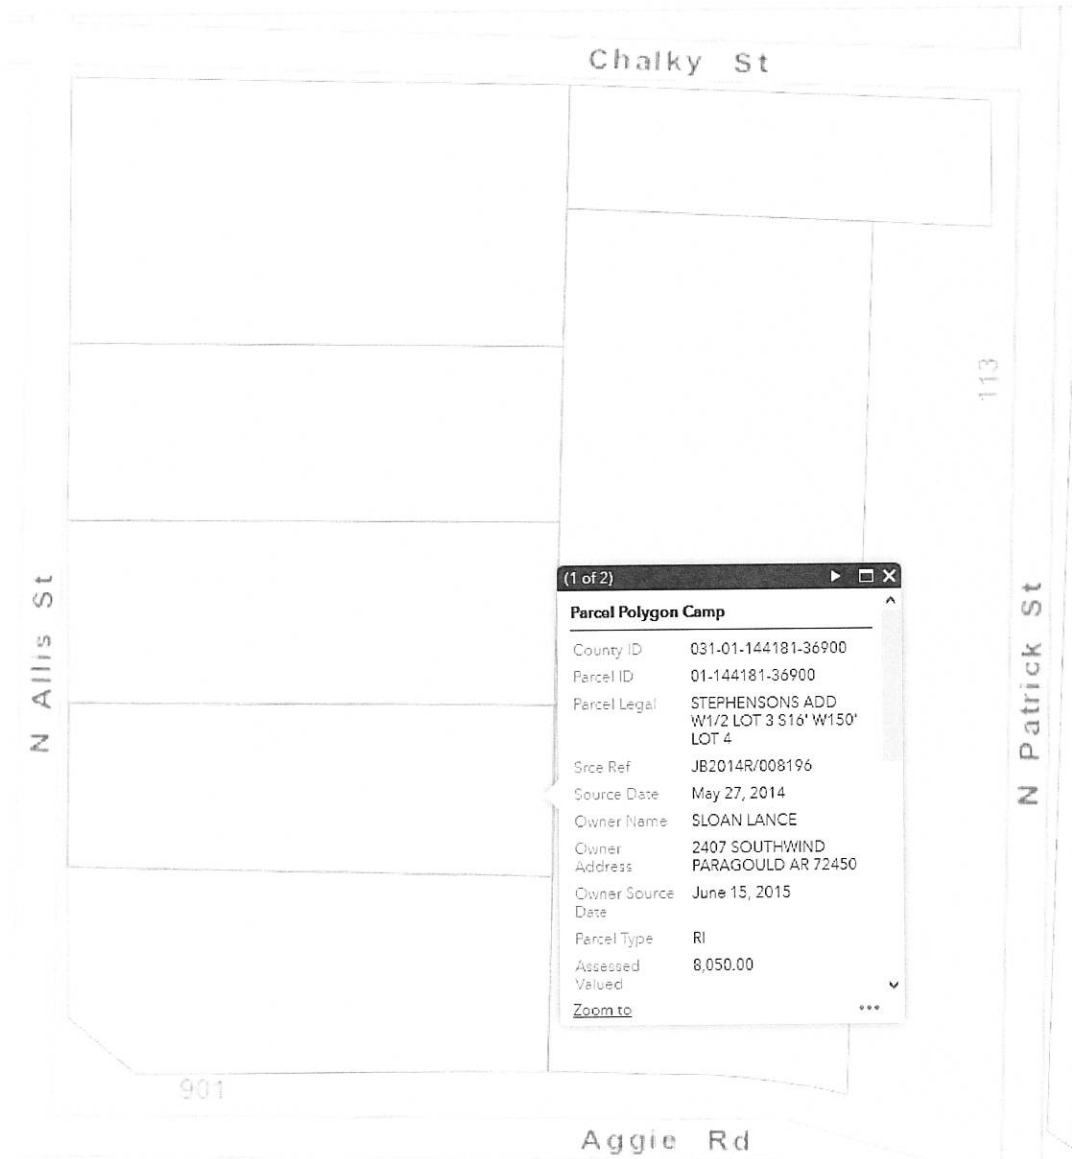 Chalky St
113
N Allis St
N Patrick St
(1 of 2)
Parcel Polygon Camp
County ID 031-01-144181-36900
Parcel ID 01-144181-36900
Parcel Legal STEPHENSONS ADD
W1/2 LOT 3 S16' W150'
LOT 4
Srce Ref JB2014R/008196
Source Date May 27, 2014
Owner Name SLOAN LANCE
Owner 2407 SOUTHWIND
Address PARAGOULD AR 72450
Owner Source June 15, 2015
Date
Parcel Type RI
Assessed 8,050.00
Valued
Zoom to
901
Aggie Rd